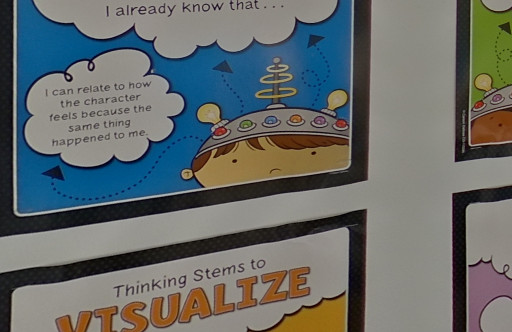 I already know that . . .
I can relate to how
the character
feels because the
same thing
happened to me.
Thinking Stems to
VISUALIZE